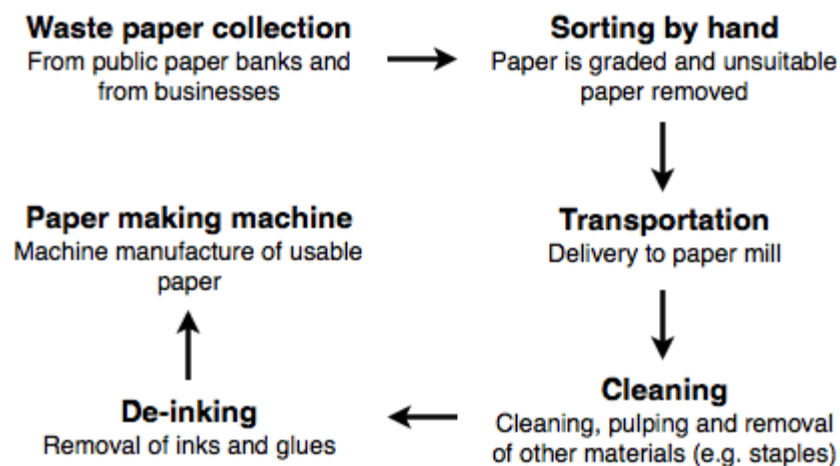 Waste paper collection
From public paper banks and
from businesses
Sorting by hand
Paper is graded and unsuitable
paper removed
Transportation
Delivery to paper mill
Cleaning
Cleaning, pulping and removal
of other materials (e.g. staples)
De-inking
Removal of inks and glues
Paper making machine
Machine manufacture of usable
paper